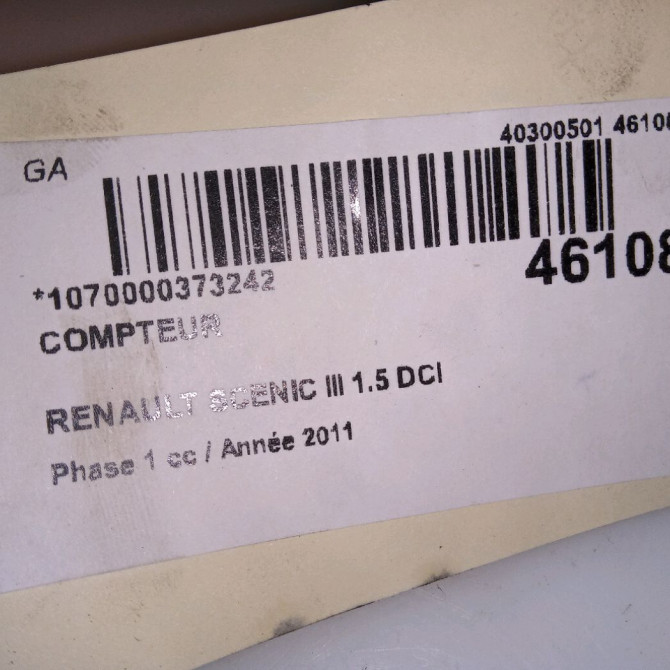 GA
40300501 46108
*1070000373242
46108
COMPTEUR
RENAULT SCENIC III 1.5 DCI
Phase 1 cc / Année 2011